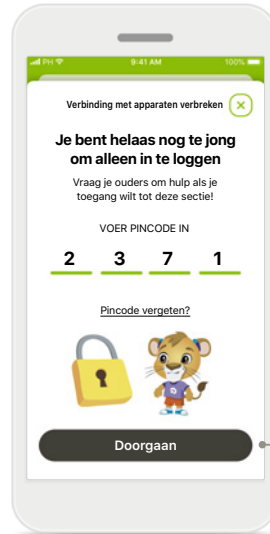 PH 9:41 AM 100%
Verbinding met apparaten verbreken
Je bent helaas nog te jong
om alleen in te loggen
Vraag je ouders om hulp als je
toegang wilt tot deze sectie!
VOER PINCODE IN
2 3 7 1
Pincode vergeten?
Doorgaan